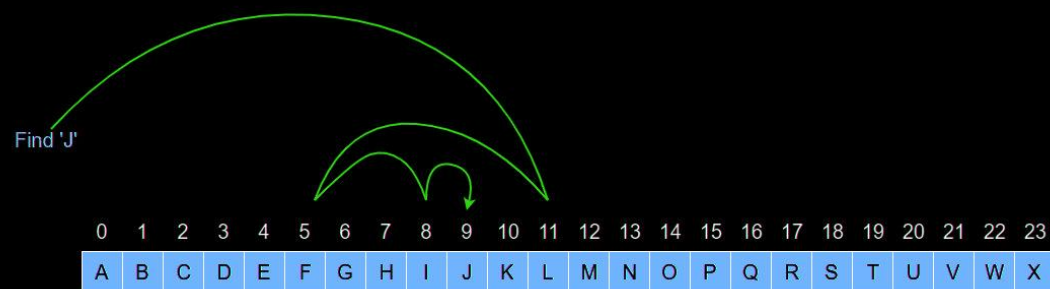 Find 'J'
0 1 2 3 4 5 6 7 8 9 10 11 12 13 14 15 16 17 18 19 20 21 22 23
A B C D E F G H I J K L M N O P Q R S T U V W X